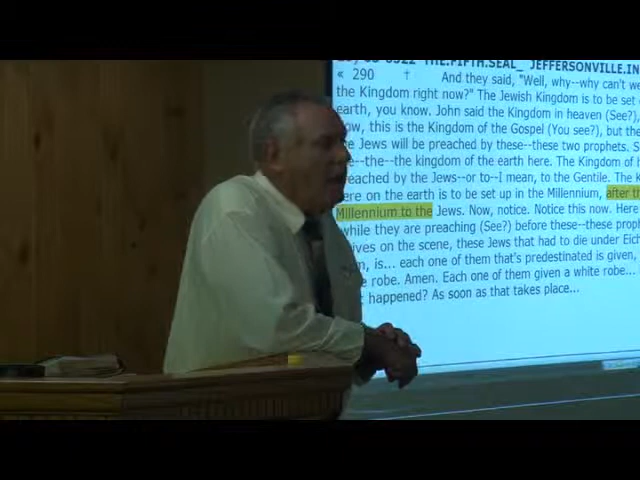 THE.FIFTH.SEAL_ JEFFERSONVILLE.IN
« 290 † And they said, "Well, why--why can't we
the Kingdom right now?" The Jewish Kingdom is to be set
earth, you know. John said the Kingdom in heaven (See?),
this is the Kingdom of the Gospel (You see?), but the
Jews will be preached by these--these two prophets.
the--the kingdom of the earth here. The Kingdom of
reached by the Jews--or to--I mean, to the Gentile. The
on the earth is to be set up in the Millennium, after
Millennium to the Jews. Now, notice. Notice this now. Here
while they are preaching (See?) before these--these
on the scene, these Jews that had to die under
is... each one of them that's predestinated is given,
robe. Amen. Each one of them given a white robe...
happened? As soon as that takes place...